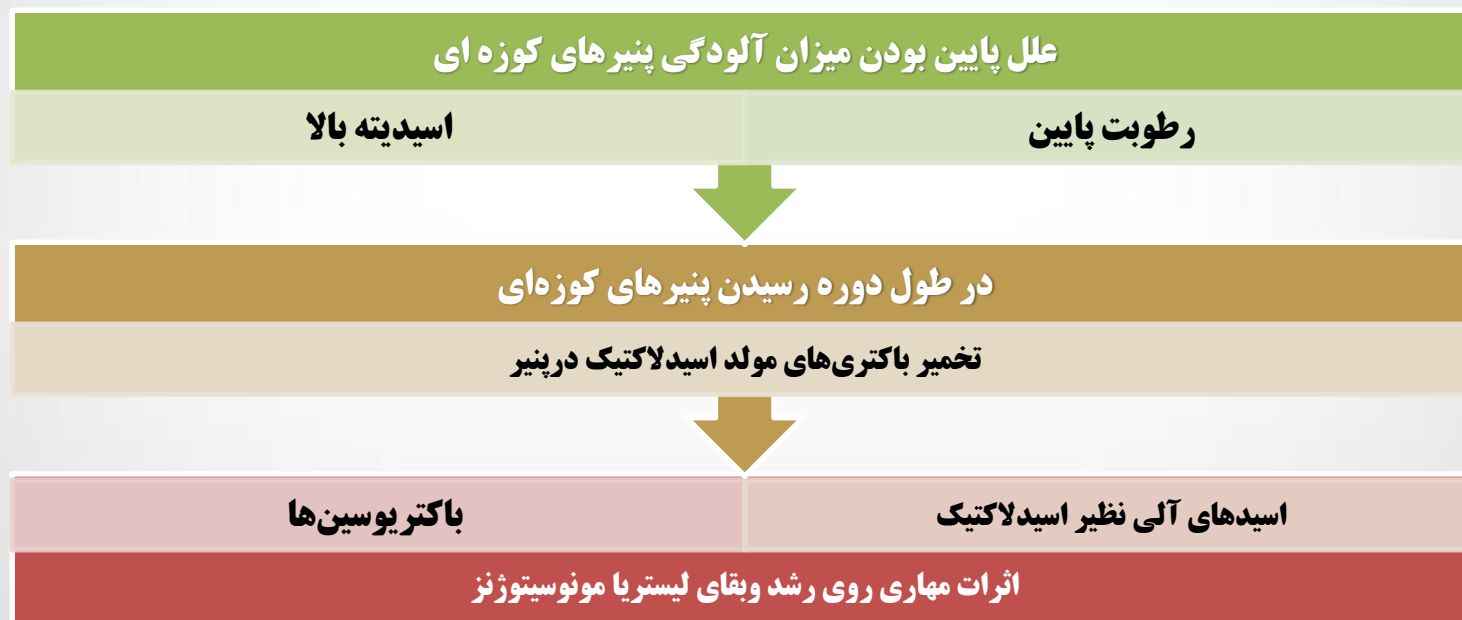 علل پایین بودن میزان آلودگی پنیرهای کوزه ای
رطوبت پایین
اسیدیته بالا
در طول دوره رسیدن پنیرهای کوزه‌ای
تخمیر باکتری‌های مولد اسیدلاکتیک درپنیر
اسیدهای آلی نظیر اسیدلاکتیک
باکتریوسین‌ها
اثرات مهاری روی رشد وبقای لیستریا مونوسیتوژنز